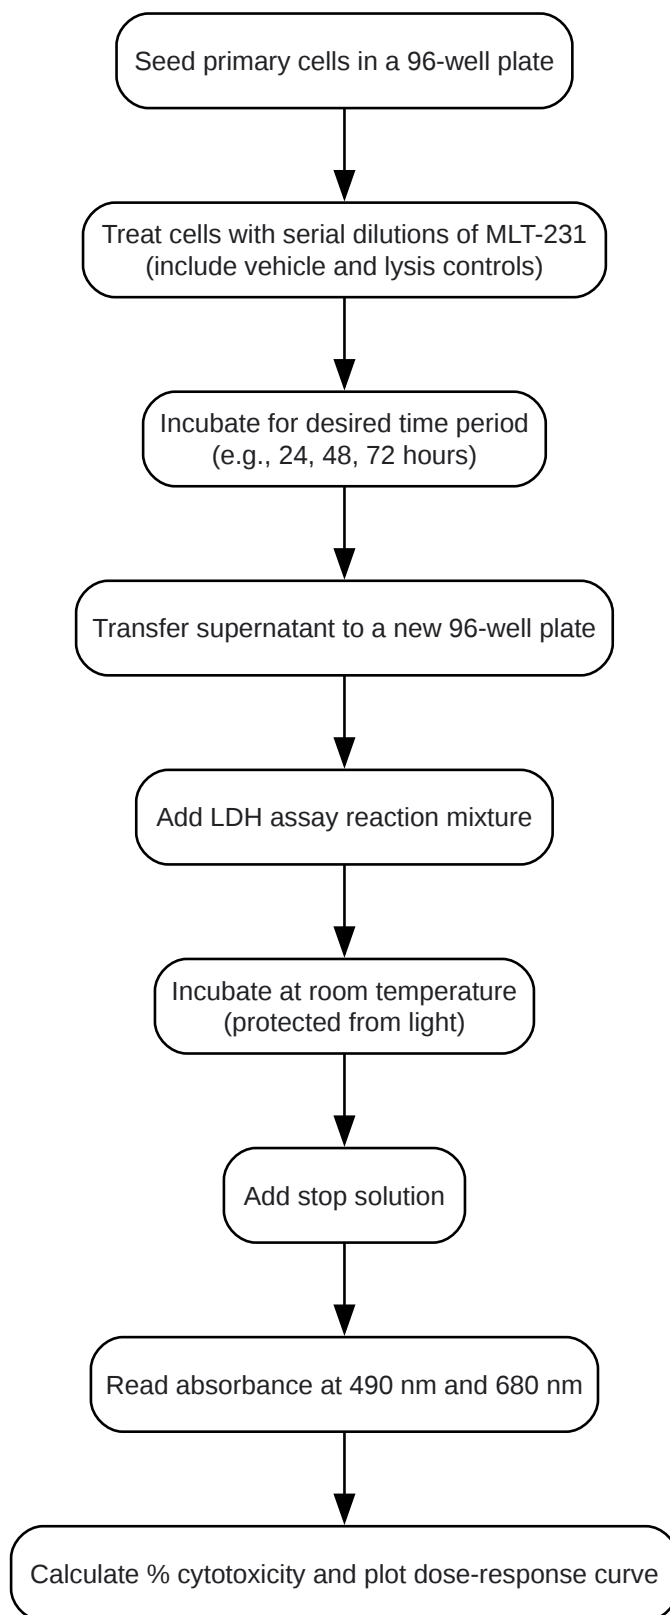 Seed primary cells in a 96-well plate
Treat cells with serial dilutions of MLT-231
(include vehicle and lysis controls)
Incubate for desired time period
(e.g., 24, 48, 72 hours)
Transfer supernatant to a new 96-well plate
Add LDH assay reaction mixture
Incubate at room temperature
(protected from light)
Add stop solution
Read absorbance at 490 nm and 680 nm
Calculate % cytotoxicity and plot dose-response curve